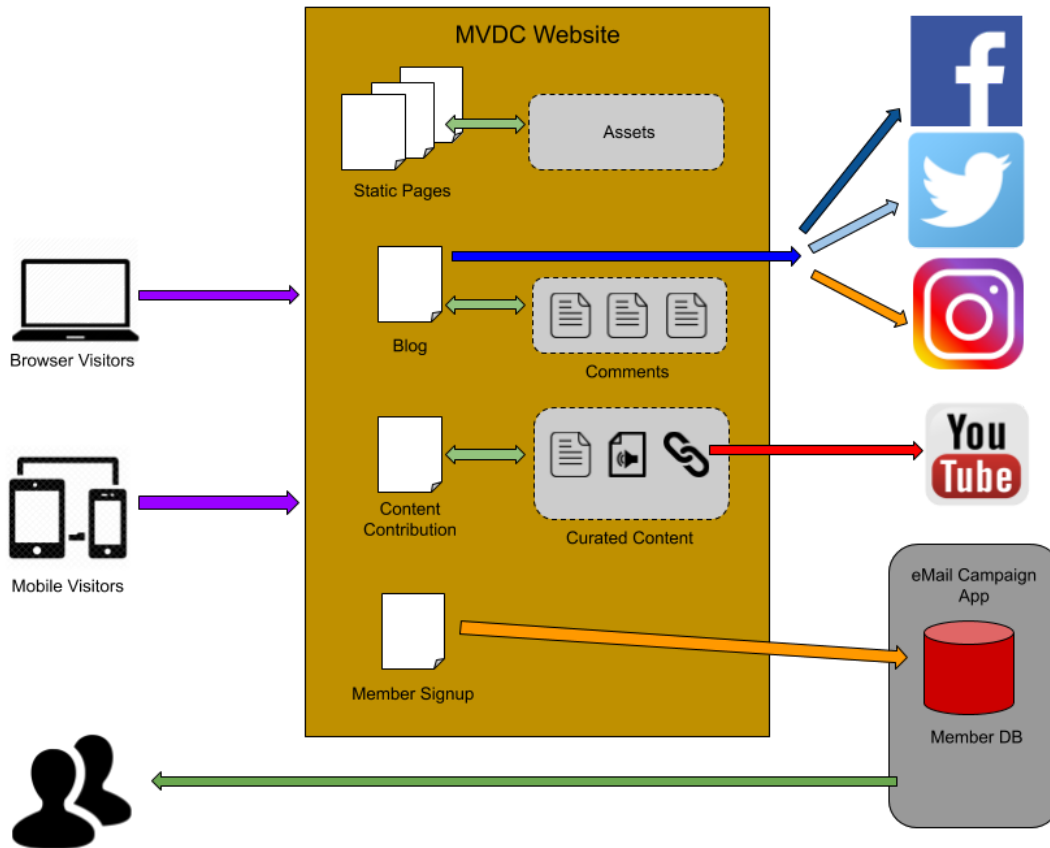 MVDC Website
Assets
Static Pages
Browser Visitors
Blog
Comments
You
Tube
Mobile Visitors
Content
Contribution
Curated Content
eMail Campaign
App
Member Signup
Member DB